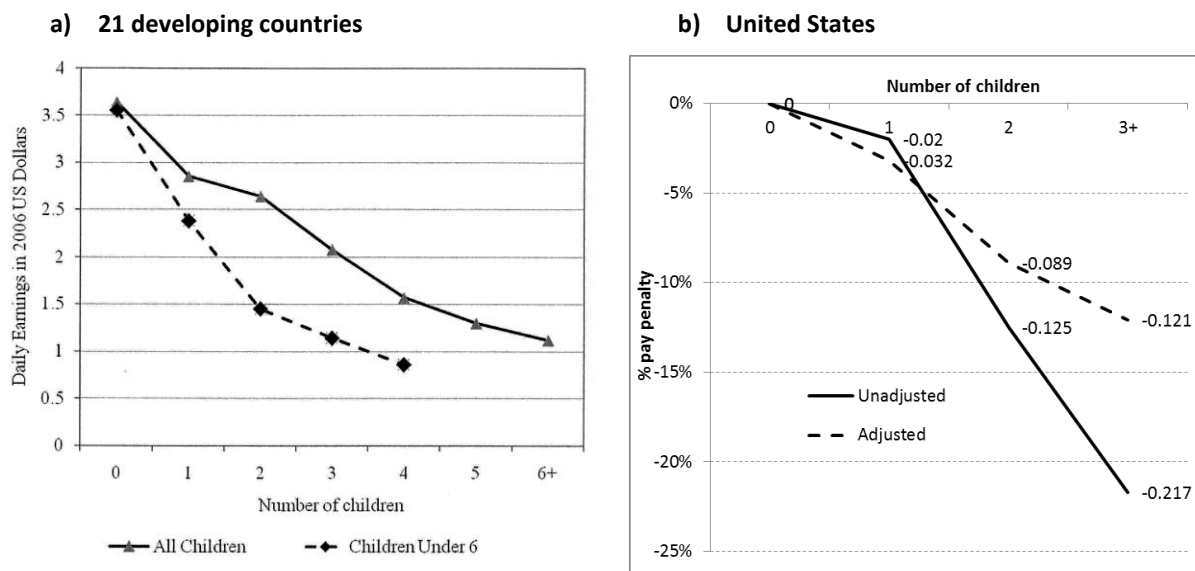 a) 21 developing countries
4
3.5
3
2.5
2
1.5
1
0.5
0
Daily Earnings in 2006 US Dollars
0 1 2 3 4 5 6+
Number of children
All Children Children Under 6
b) United States
Number of children
0%
-5%
-10%
-15%
-20%
-25%
% pay penalty
0 1 2 3+
0
-0.02
-0.032
-0.089
-0.125
-0.121
-0.217
Unadjusted
Adjusted